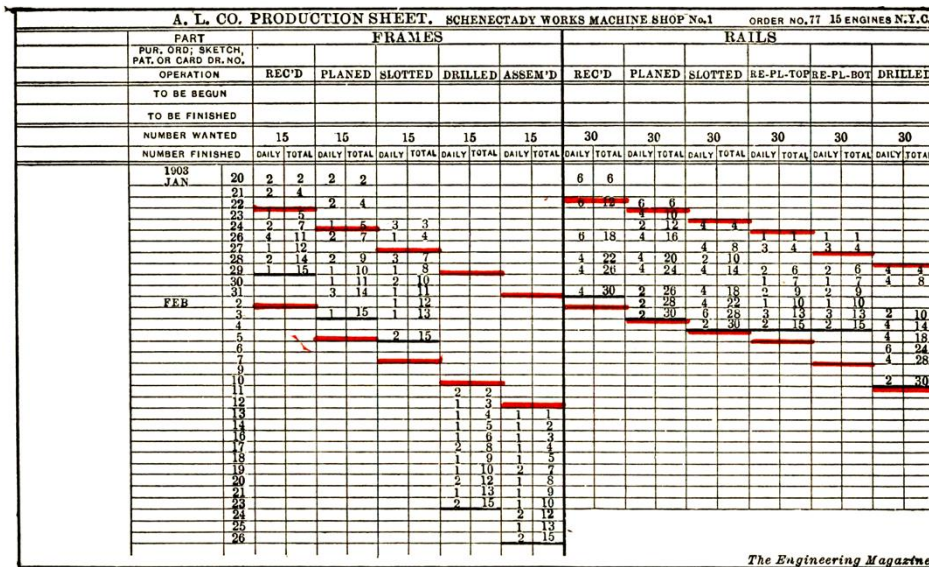 A. L. CO. PRODUCTION SHEET. SCHENECTADY WORKS MACHINE SHOP No.1 ORDER NO. 77 15 ENGINES N.Y.C.
PART FRAMES RAILS
PUR. ORD; SKETCH,
PAT. OR CARD DR. NO.
OPERATION REC'D PLANED SLOTTED DRILLED ASSEM'D REC'D PLANED SLOTTED RE-PL-TOP RE-PL-BOT DRILLED
TO BE BEGUN
TO BE FINISHED
NUMBER WANTED 15 15 15 15 15 30 30 30 30 30 30
NUMBER FINISHED DAILY TOTAL DAILY TOTAL DAILY TOTAL DAILY TOTAL DAILY TOTAL DAILY TOTAL DAILY TOTAL DAILY TOTAL DAILY TOTAL DAILY TOTAL DAILY TOTAL
1903
JAN 20 2 2 2 2 6 6
21 2 4
22 2 4 6 12 6 6
23 1 5 4 10
24 2 7 1 5 3 3 2 12 4 4
26 4 11 2 7 1 4 6 18 4 16 1 1 1 1
27 1 12 4 8 3 4 3 4
28 2 14 2 9 3 7 4 22 4 20 2 10
29 1 15 1 10 1 8 4 26 4 24 4 14 2 6 2 6 4 4
30 1 11 2 10 1 7 1 7 4 8
31 3 14 1 11 4 30 2 26 4 18 2 9 2 9
FEB 2 1 12 2 28 4 22 1 10 1 10
3 1 15 1 13 2 30 6 28 3 13 3 13 2 10
4 2 30 2 15 2 15 4 14
5 2 15 4 18
6 6 24
7 4 28
9
10 2 30
11 2 2
12 1 3
13 1 4 1 1
14 1 5 1 2
16 1 6 1 3
17 2 8 1 4
18 1 9 1 5
19 1 10 2 7
20 2 12 1 8
21 1 13 1 9
23 2 15 1 10
24 2 12
25 1 13
26 2 15
The Engineering Magazine